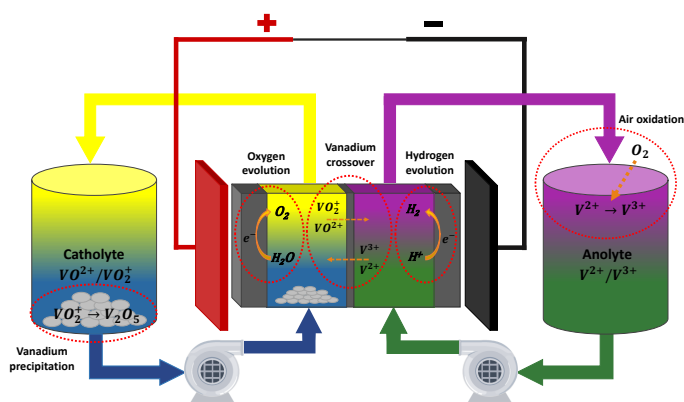 +
−
Air oxidation
Oxygen
evolution
Vanadium
crossover
Hydrogen
evolution
O₂
V²⁺ → V³⁺
O₂
VO₂⁺
VO²⁺
H₂
e⁻
e⁻
V³⁺
V²⁺
H₂O
H⁺
Catholyte
VO²⁺/VO₂⁺
Anolyte
V²⁺/V³⁺
VO₂⁺ → V₂O₅
Vanadium
precipitation